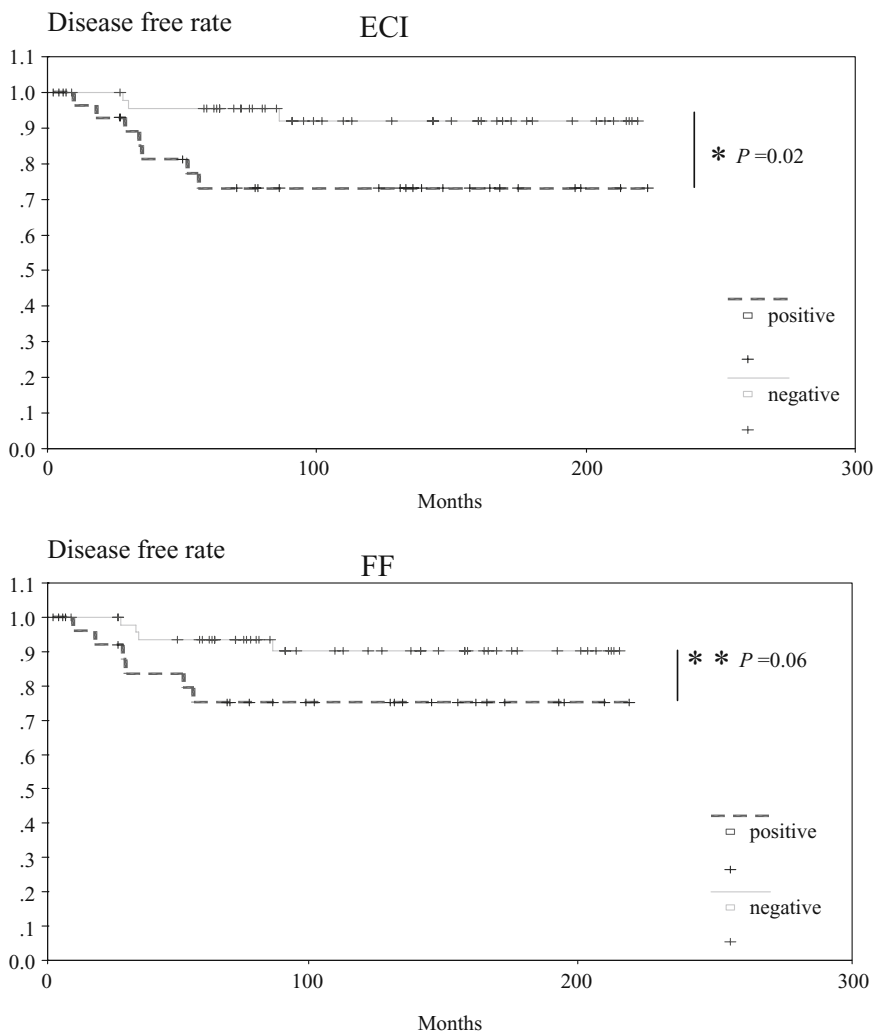 Disease free rate ECI
1.1
1.0
.9
.8
.7
.6
.5
.4
.3
.2
.1
0.0
* P =0.02
positive
negative
0 100 200 300
Months
Disease free rate FF
1.1
1.0
.9
.8
.7
.6
.5
.4
.3
.2
.1
0.0
* * P =0.06
positive
negative
0 100 200 300
Months